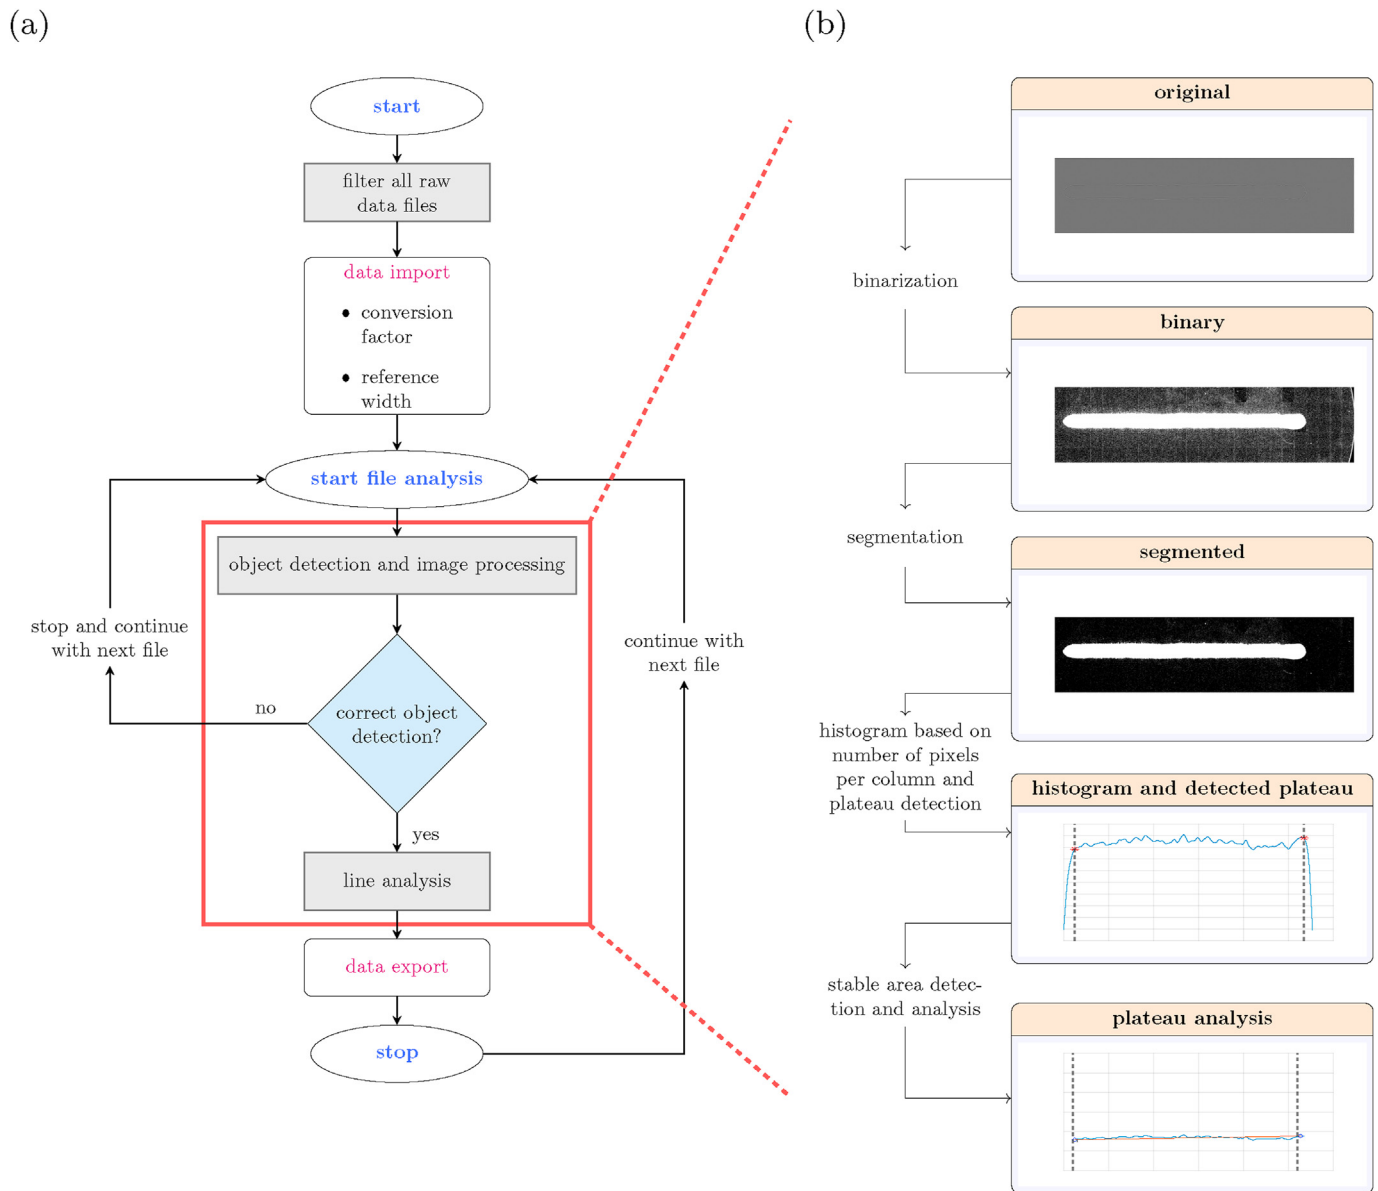 (a)
start
filter all raw
data files
data import
• conversion
factor
• reference
width
start file analysis
object detection and image processing
stop and continue
with next file
continue with
next file
no
correct object
detection?
yes
line analysis
data export
stop
(b)
original
binarization
binary
segmentation
segmented
histogram based on
number of pixels
per column and
plateau detection
histogram and detected plateau
stable area detec-
tion and analysis
plateau analysis